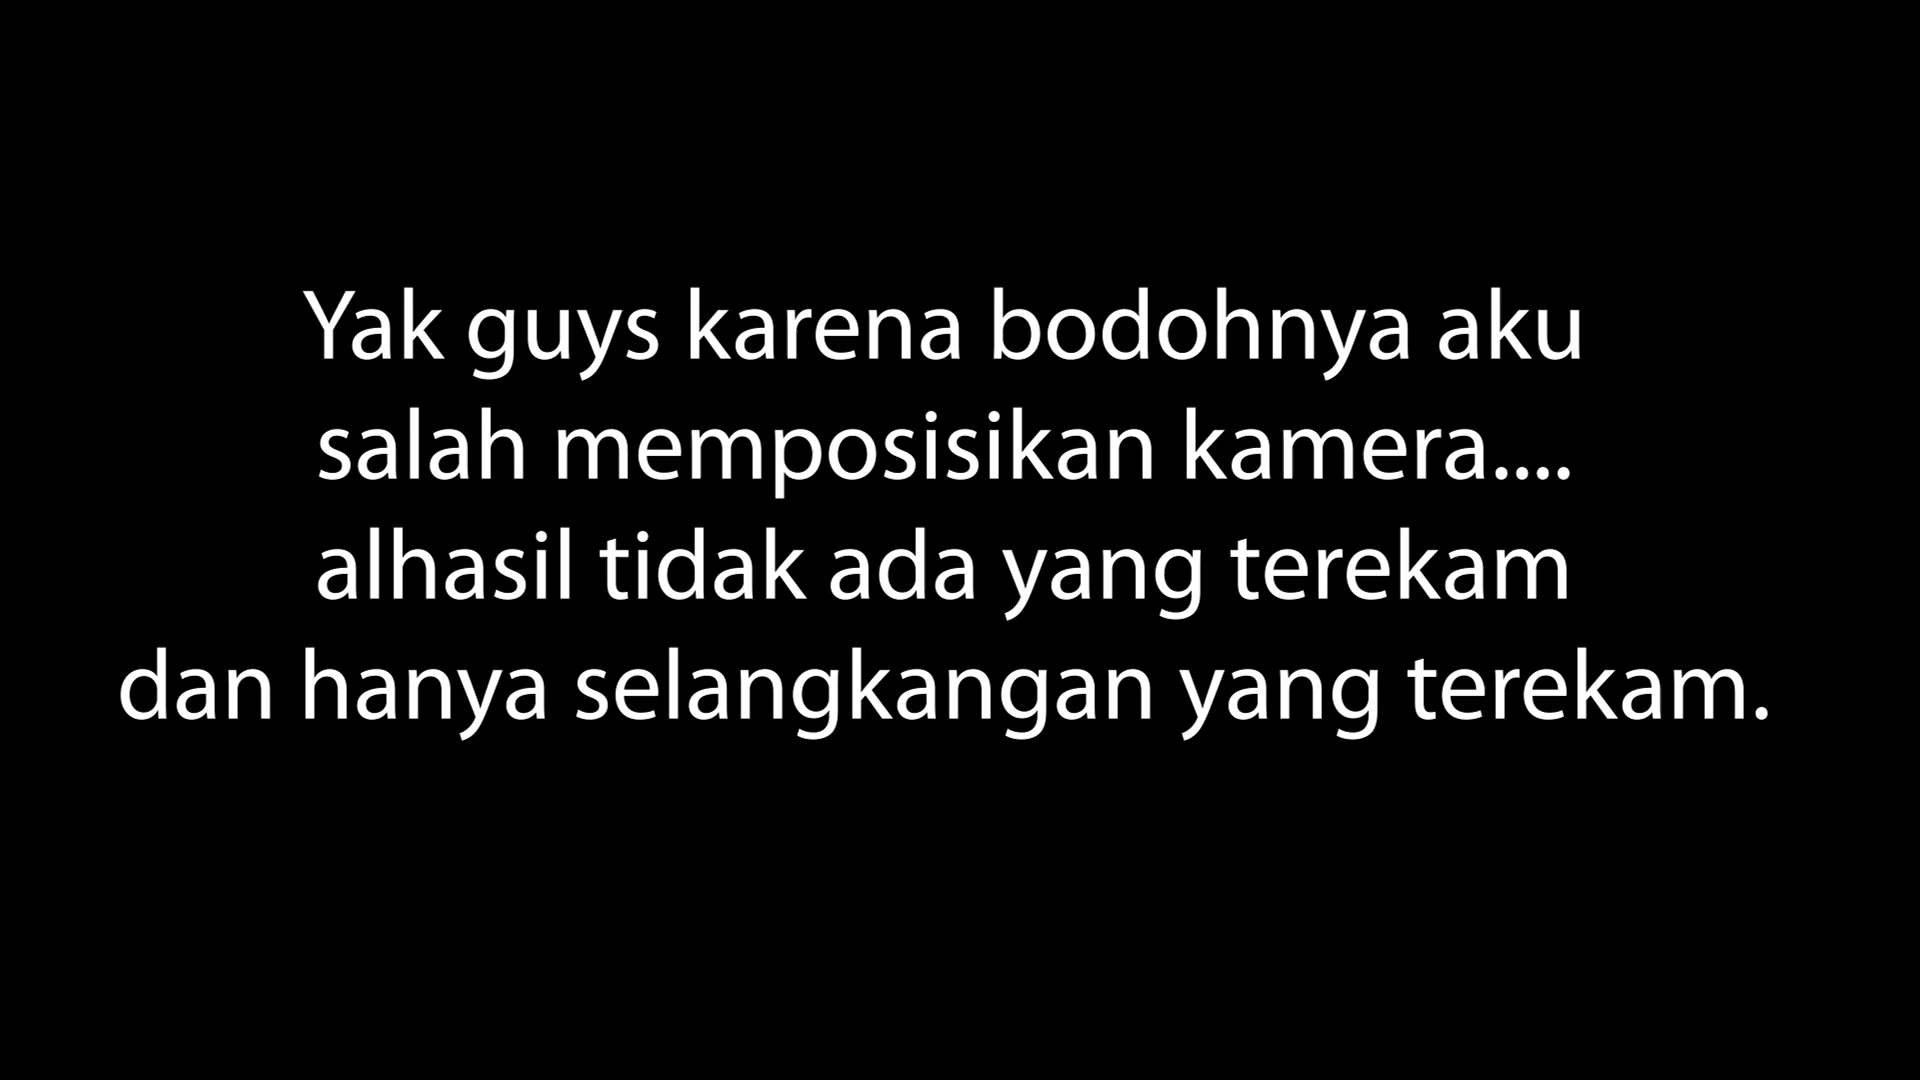 Yak guys karena bodohnya aku
salah memposisikan kamera....
alhasil tidak ada yang terekam
dan hanya selangkangan yang terekam.